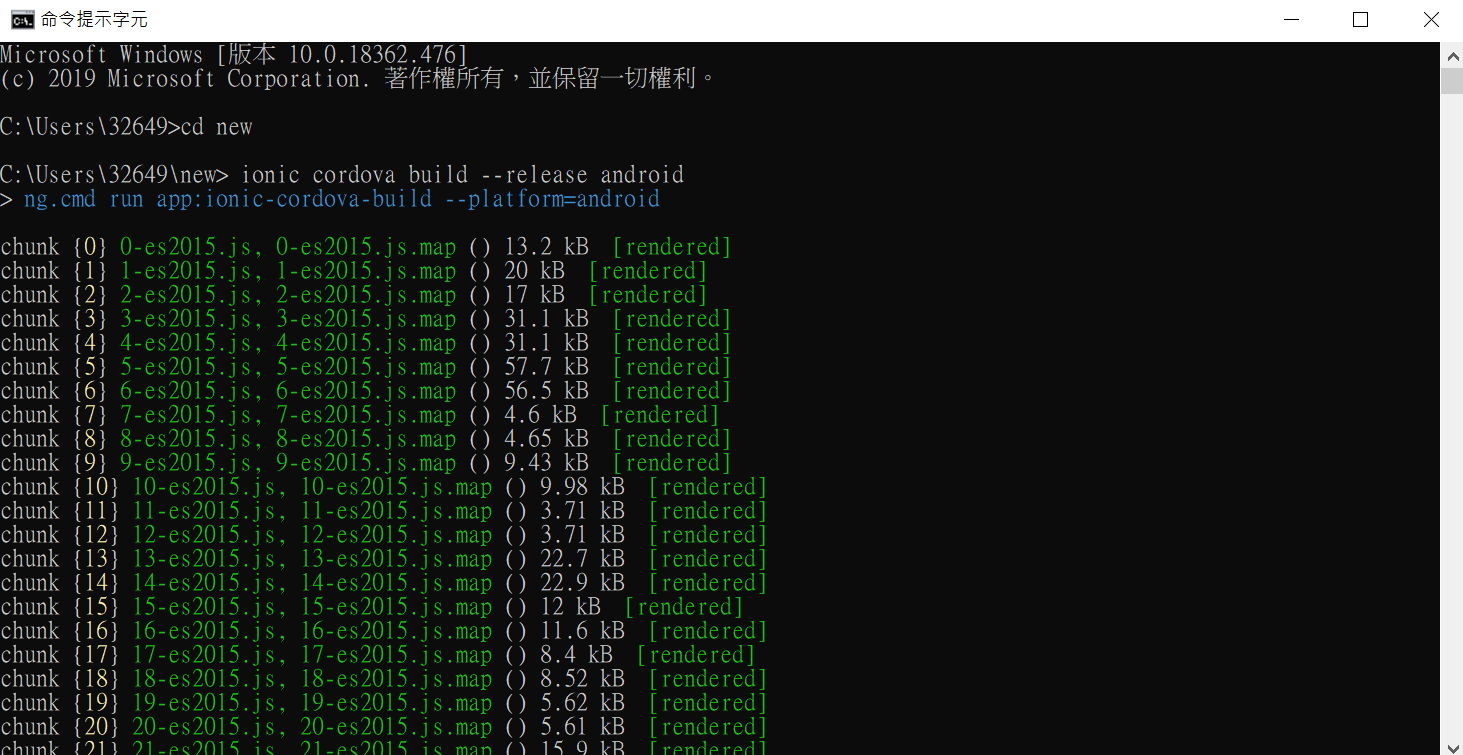 命令提示字元
Microsoft Windows [版本 10.0.18362.476]
(c) 2019 Microsoft Corporation. 著作權所有，並保留一切權利。
C:\Users\32649>cd new
C:\Users\32649\new> ionic cordova build --release android
> ng.cmd run app:ionic-cordova-build --platform=android
chunk {0} 0-es2015.js, 0-es2015.js.map () 13.2 kB  [rendered]
chunk {1} 1-es2015.js, 1-es2015.js.map () 20 kB  [rendered]
chunk {2} 2-es2015.js, 2-es2015.js.map () 17 kB  [rendered]
chunk {3} 3-es2015.js, 3-es2015.js.map () 31.1 kB  [rendered]
chunk {4} 4-es2015.js, 4-es2015.js.map () 31.1 kB  [rendered]
chunk {5} 5-es2015.js, 5-es2015.js.map () 57.7 kB  [rendered]
chunk {6} 6-es2015.js, 6-es2015.js.map () 56.5 kB  [rendered]
chunk {7} 7-es2015.js, 7-es2015.js.map () 4.6 kB  [rendered]
chunk {8} 8-es2015.js, 8-es2015.js.map () 4.65 kB  [rendered]
chunk {9} 9-es2015.js, 9-es2015.js.map () 9.43 kB  [rendered]
chunk {10} 10-es2015.js, 10-es2015.js.map () 9.98 kB  [rendered]
chunk {11} 11-es2015.js, 11-es2015.js.map () 3.71 kB  [rendered]
chunk {12} 12-es2015.js, 12-es2015.js.map () 3.71 kB  [rendered]
chunk {13} 13-es2015.js, 13-es2015.js.map () 22.7 kB  [rendered]
chunk {14} 14-es2015.js, 14-es2015.js.map () 22.9 kB  [rendered]
chunk {15} 15-es2015.js, 15-es2015.js.map () 12 kB  [rendered]
chunk {16} 16-es2015.js, 16-es2015.js.map () 11.6 kB  [rendered]
chunk {17} 17-es2015.js, 17-es2015.js.map () 8.4 kB  [rendered]
chunk {18} 18-es2015.js, 18-es2015.js.map () 8.52 kB  [rendered]
chunk {19} 19-es2015.js, 19-es2015.js.map () 5.62 kB  [rendered]
chunk {20} 20-es2015.js, 20-es2015.js.map () 5.61 kB  [rendered]
chunk {21} 21-es2015.js, 21-es2015.js.map () 15.9 kB  [rendered]